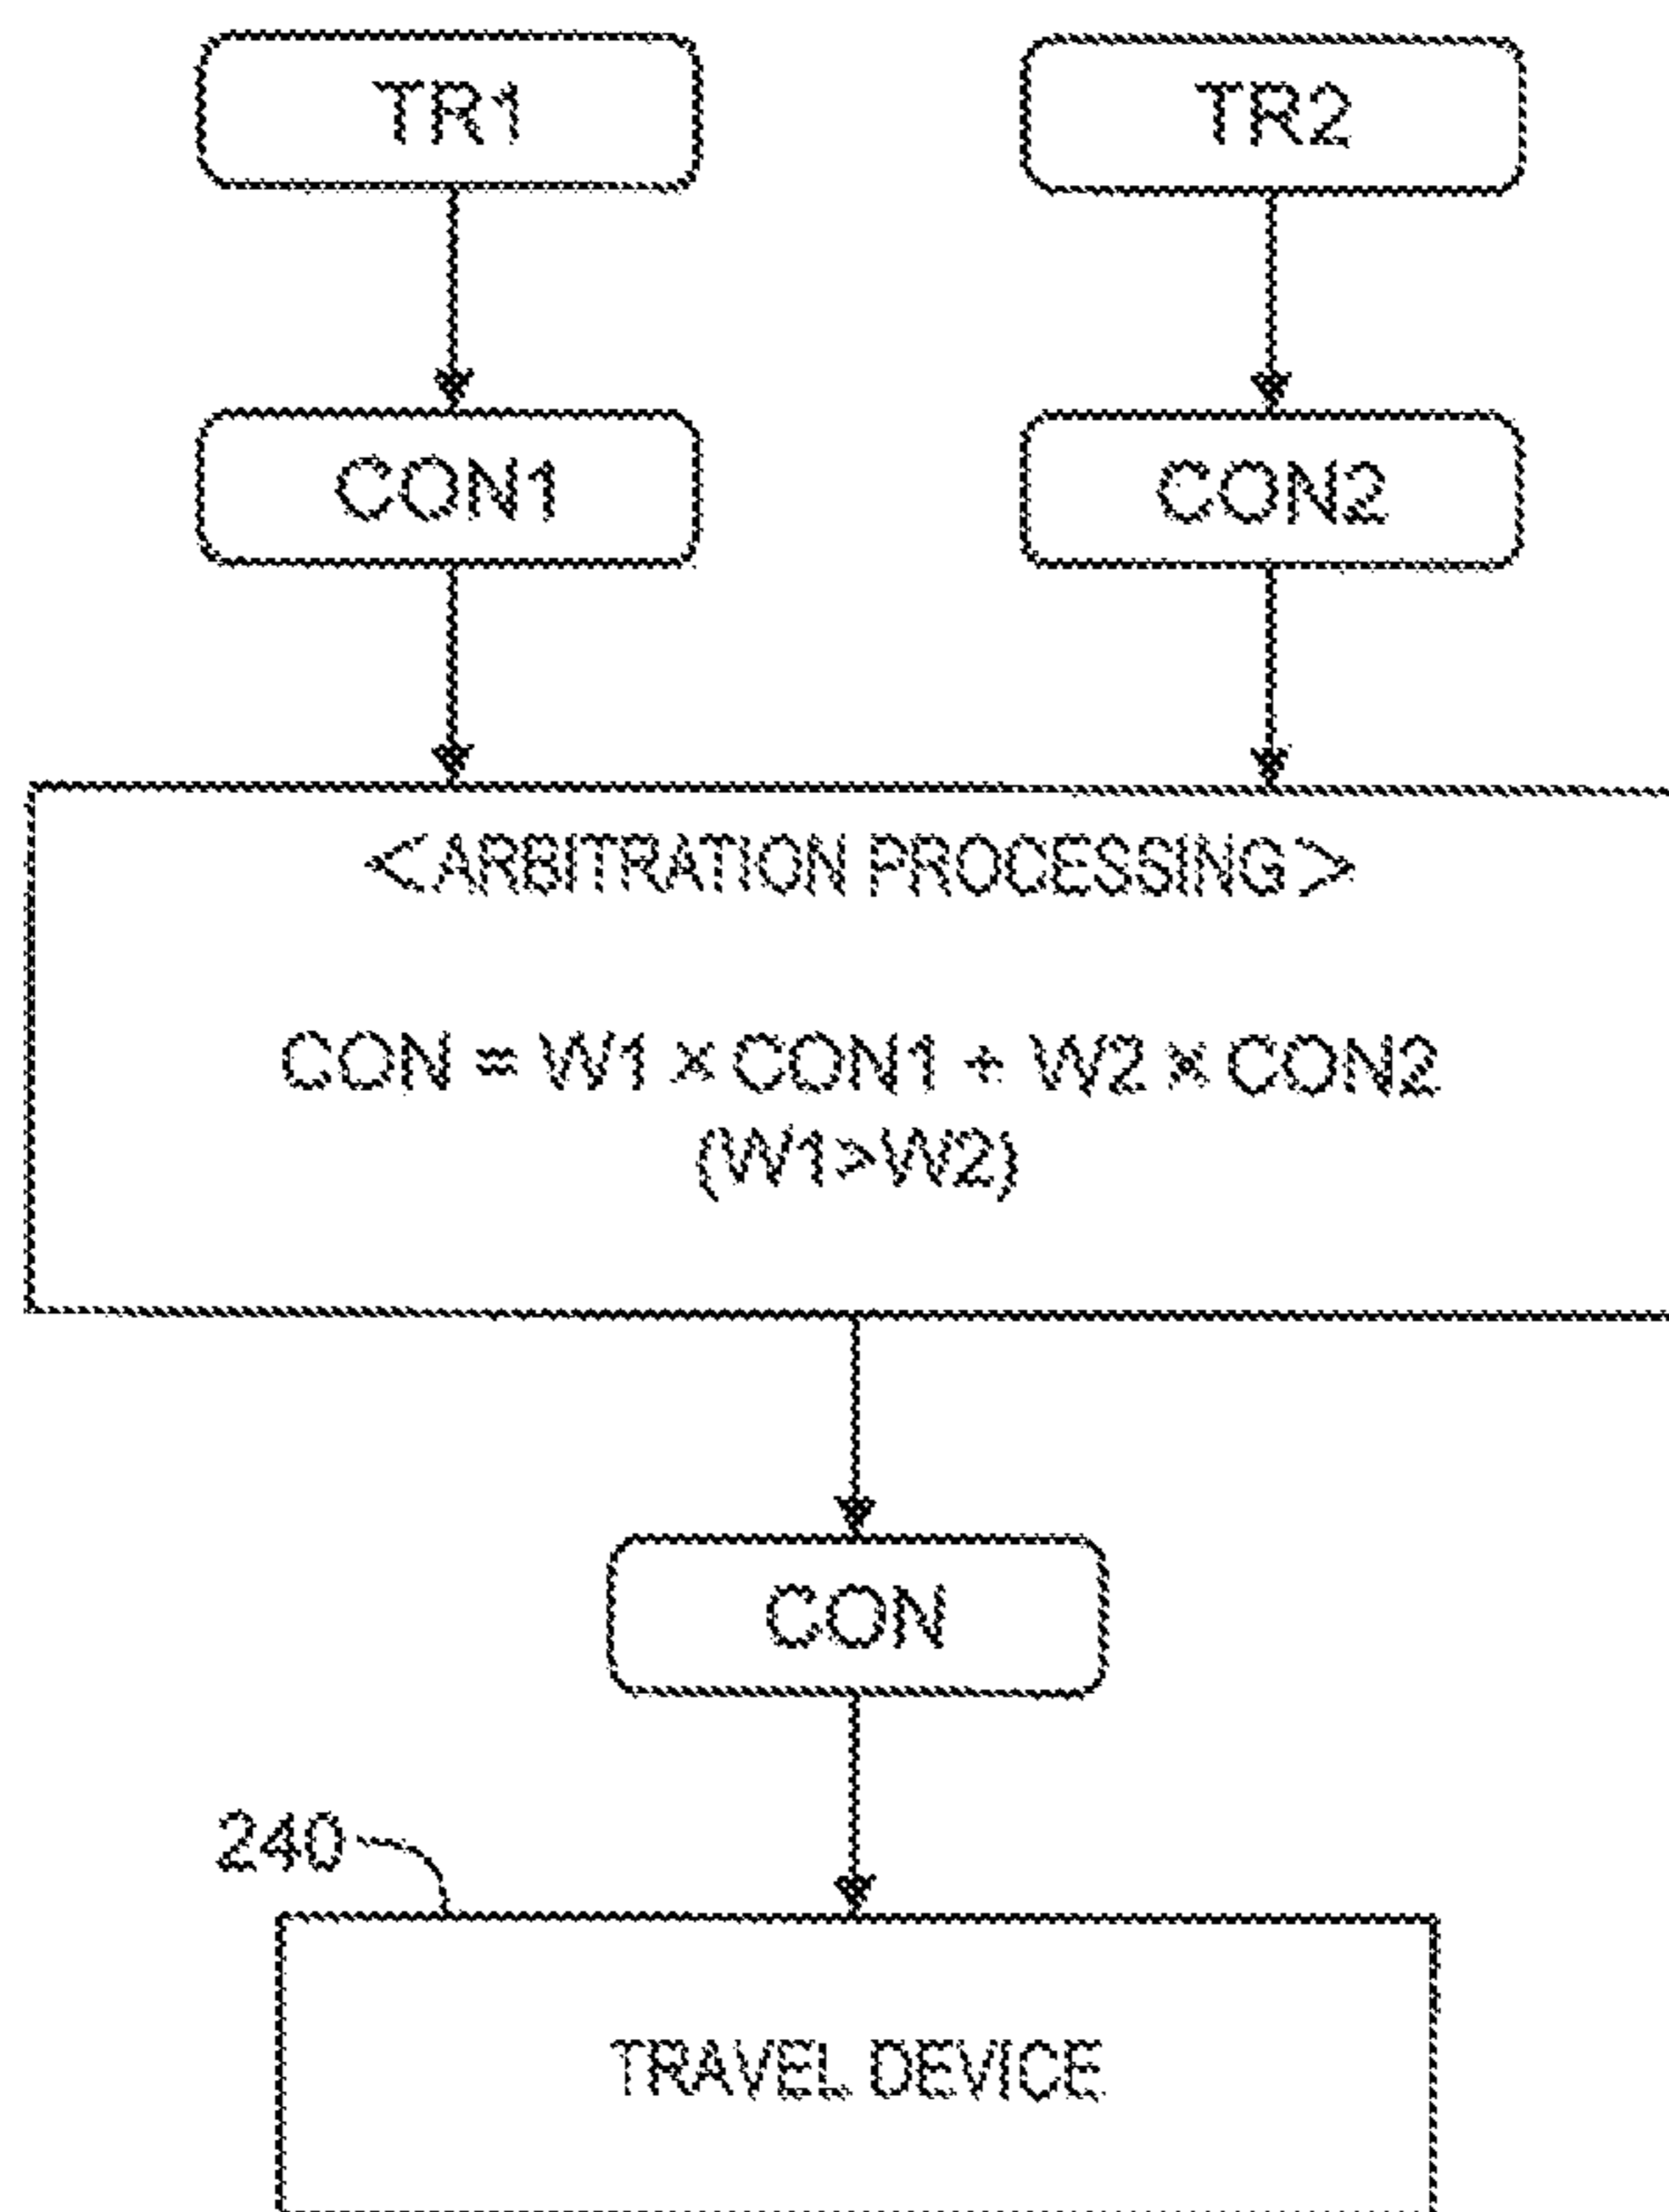 TR1
TR2
CON1
CON2
<ARBITRATION PROCESSING>
CON = W1 × CON1 + W2 × CON2
(W1>W2)
CON
240
TRAVEL DEVICE